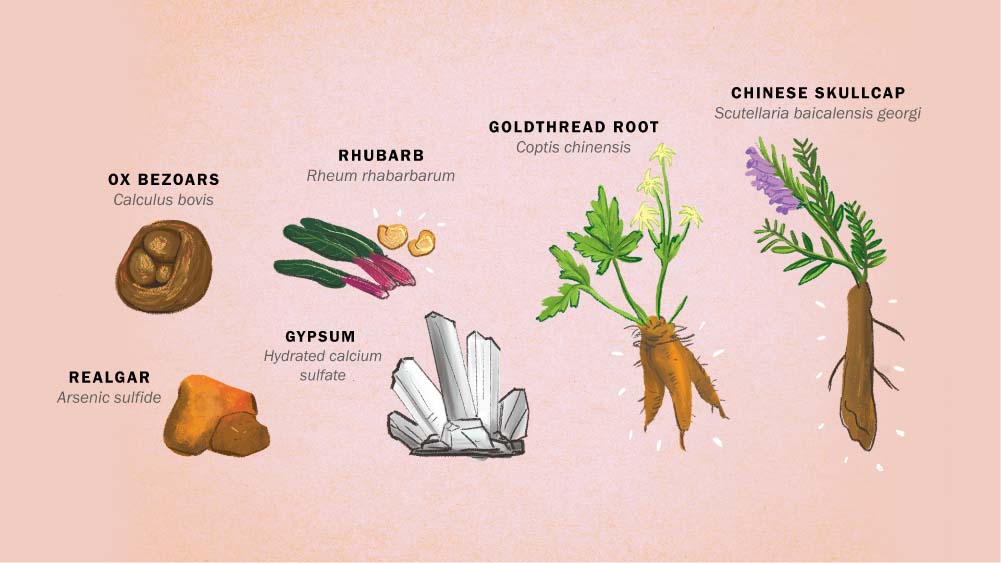 OX BEZOARS
Calculus bovis
RHUBARB
Rheum rhabarbarum
GOLDTHREAD ROOT
Coptis chinensis
CHINESE SKULLCAP
Scutellaria baicalensis georgi
REALGAR
Arsenic sulfide
GYPSUM
Hydrated calcium
sulfate